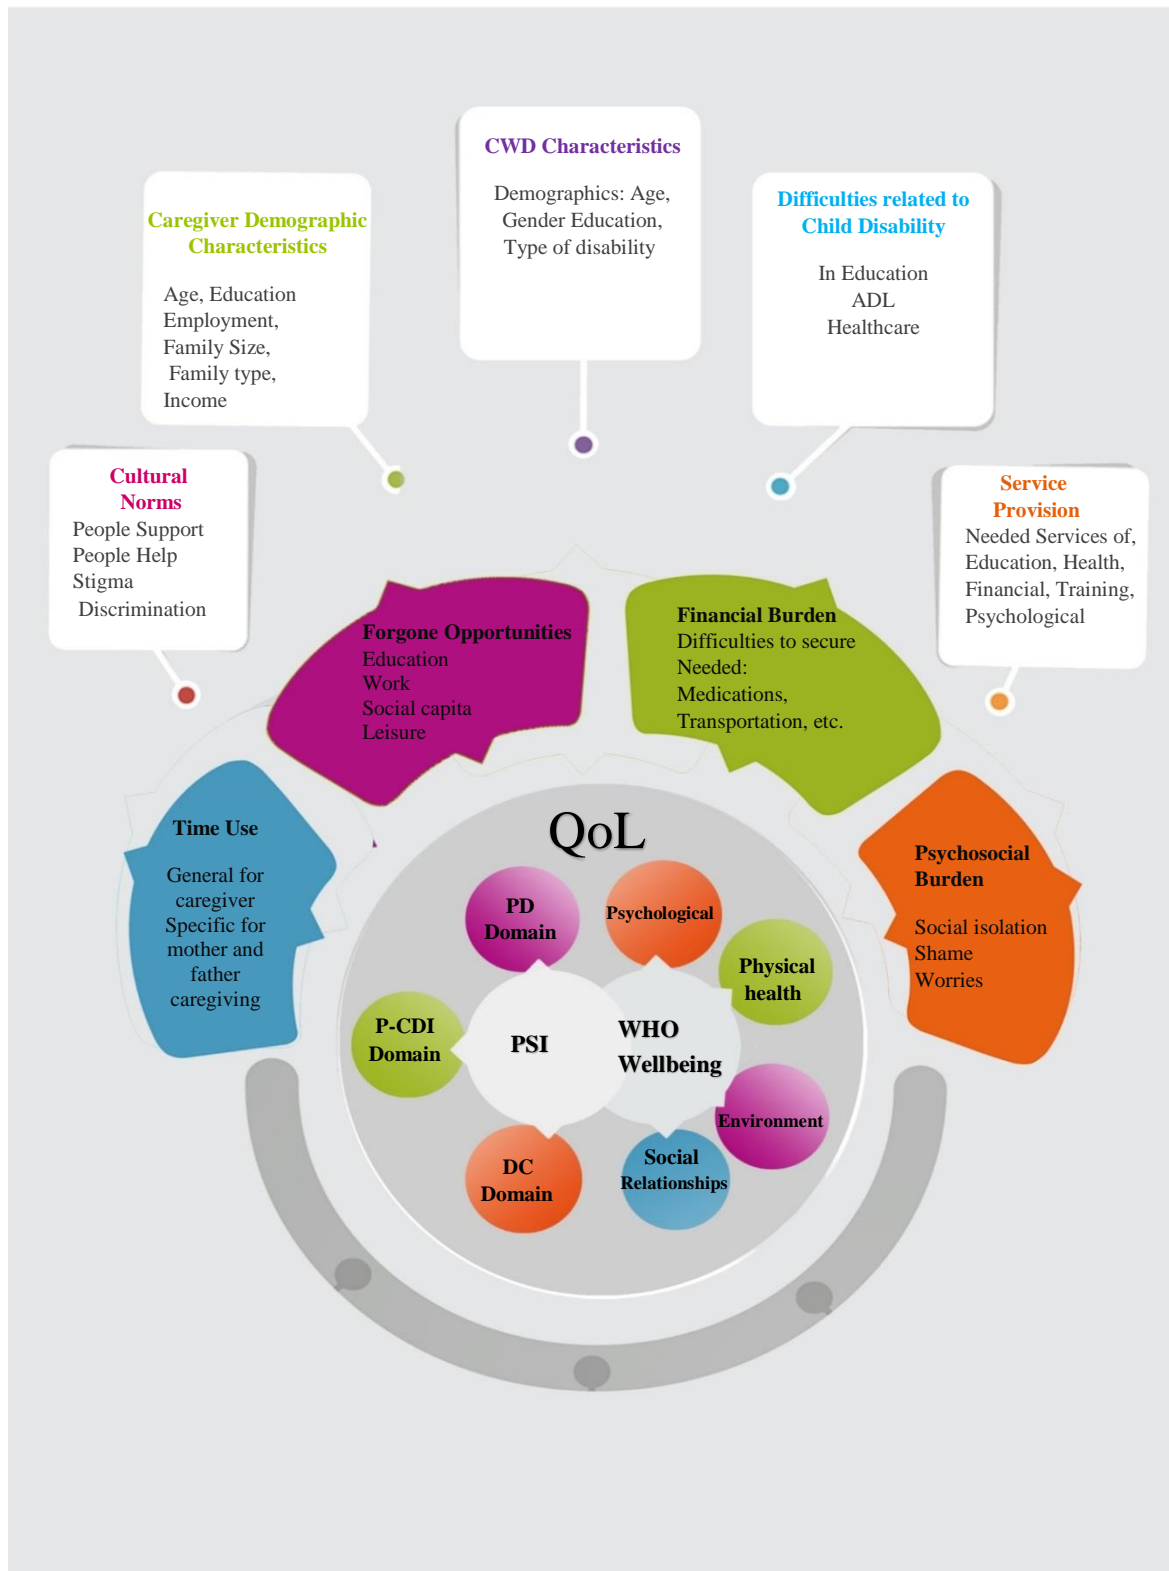 CWD Characteristics
Demographics: Age,
Gender Education,
Type of disability
Caregiver Demographic
Characteristics
Age, Education
Employment,
Family Size,
Family type,
Income
Difficulties related to
Child Disability
In Education
ADL
Healthcare
Cultural
Norms
People Support
People Help
Stigma
Discrimination
Service
Provision
Needed Services of,
Education, Health,
Financial, Training,
Psychological
Forgone Opportunities
Education
Work
Social capita
Leisure
Financial Burden
Difficulties to secure
Needed:
Medications,
Transportation, etc.
Time Use
General for
caregiver
Specific for
mother and
father
caregiving
Psychosocial
Burden
Social isolation
Shame
Worries
QoL
PD
Domain
Psychological
Physical
health
P-CDI
Domain
PSI
WHO
Wellbeing
Environment
DC
Domain
Social
Relationships